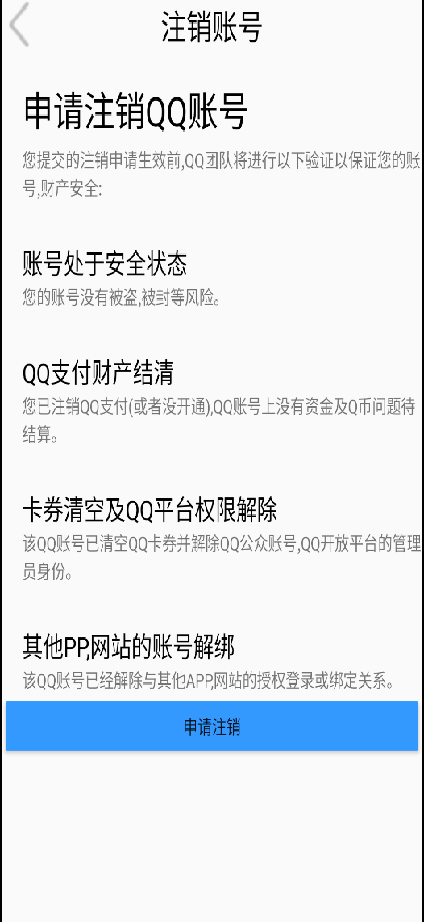 注销账号
申请注销QQ账号
您提交的注销申请生效前,QQ团队将进行以下验证以保证您的账
号,财产安全:
账号处于安全状态
您的账号没有被盗,被封等风险。
QQ支付财产结清
您已注销QQ支付(或者没开通),QQ账号上没有资金及Q币问题待
结算。
卡券清空及QQ平台权限解除
该QQ账号已清空QQ卡券并解除QQ公众账号,QQ开放平台的管理
员身份。
其他PP,网站的账号解绑
该QQ账号已经解除与其他APP,网站的授权登录或绑定关系。
申请注销